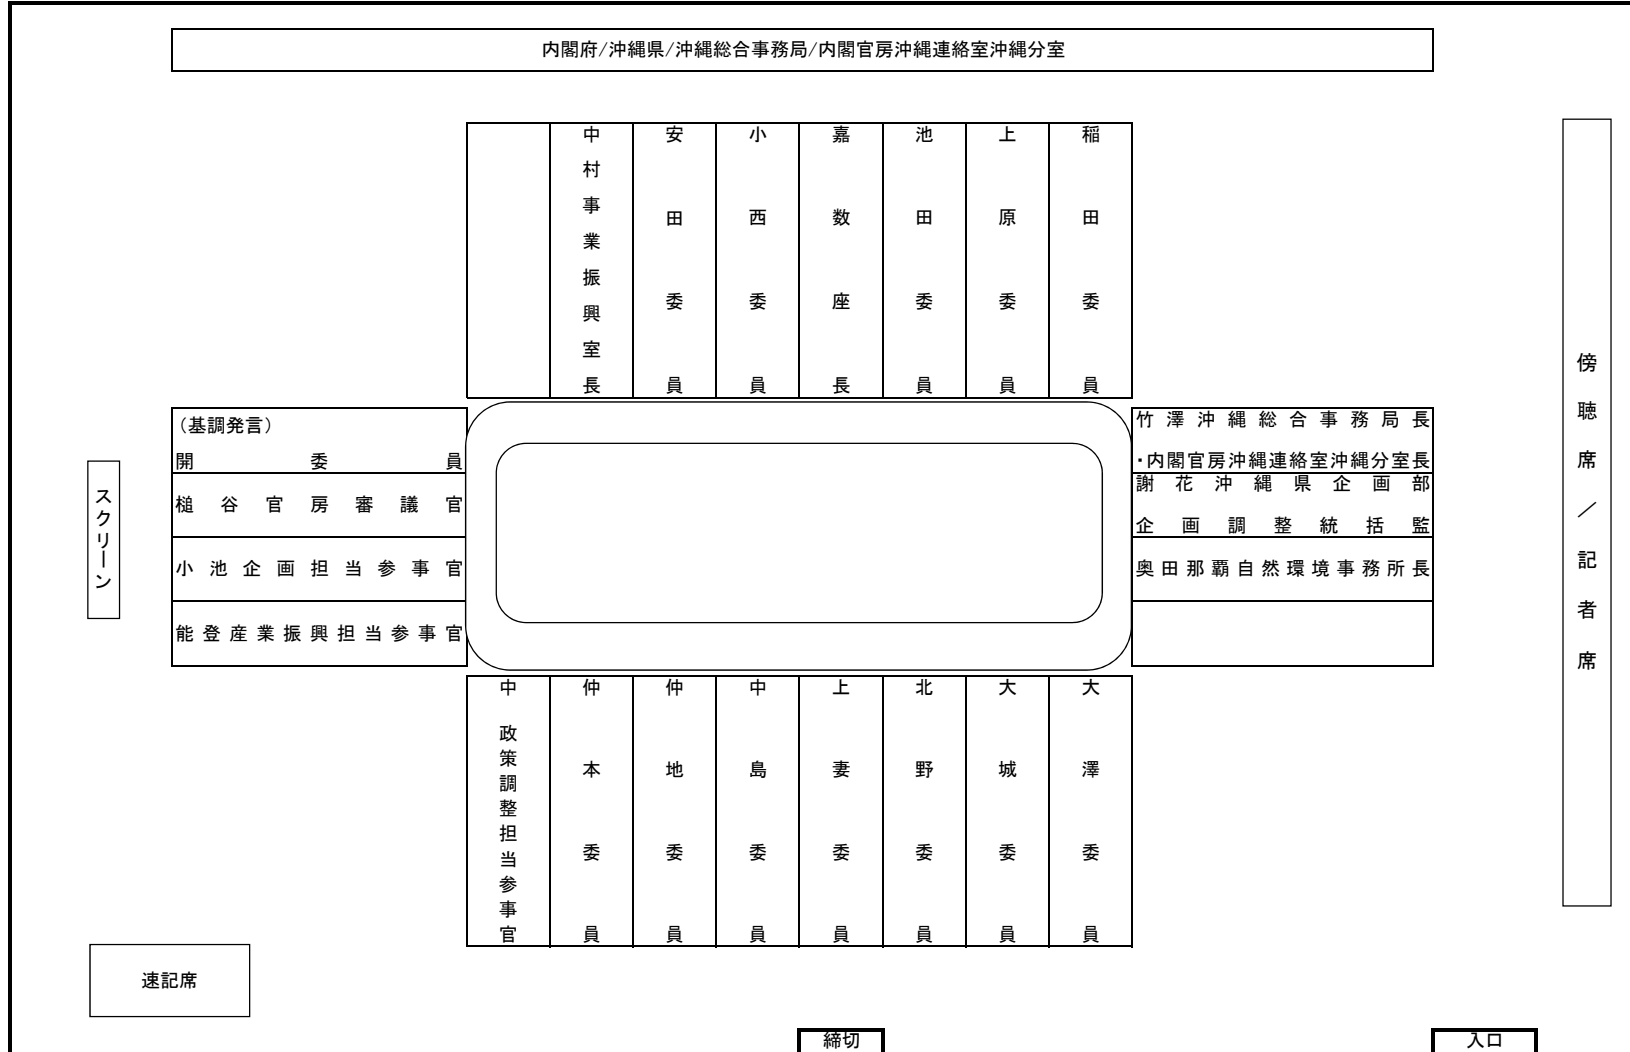 内閣府/沖縄県/沖縄総合事務局/内閣官房沖縄連絡室沖縄分室
中村事業振興室長
安田委員
小西委員
嘉数座長
池田委員
上原委員
稲田委員
（基調発言）
開委員
槌谷官房審議官
小池企画担当参事官
能登産業振興担当参事官
竹澤沖縄総合事務局長
・内閣官房沖縄連絡室沖縄分室長
謝花沖縄県企画部
企画調整統括監
奥田那覇自然環境事務所長
スクリーン
傍聴席／記者席
中政策調整担当参事官
仲本委員
仲地委員
中島委員
上妻委員
北野委員
大城委員
大澤委員
速記席
締切
入口